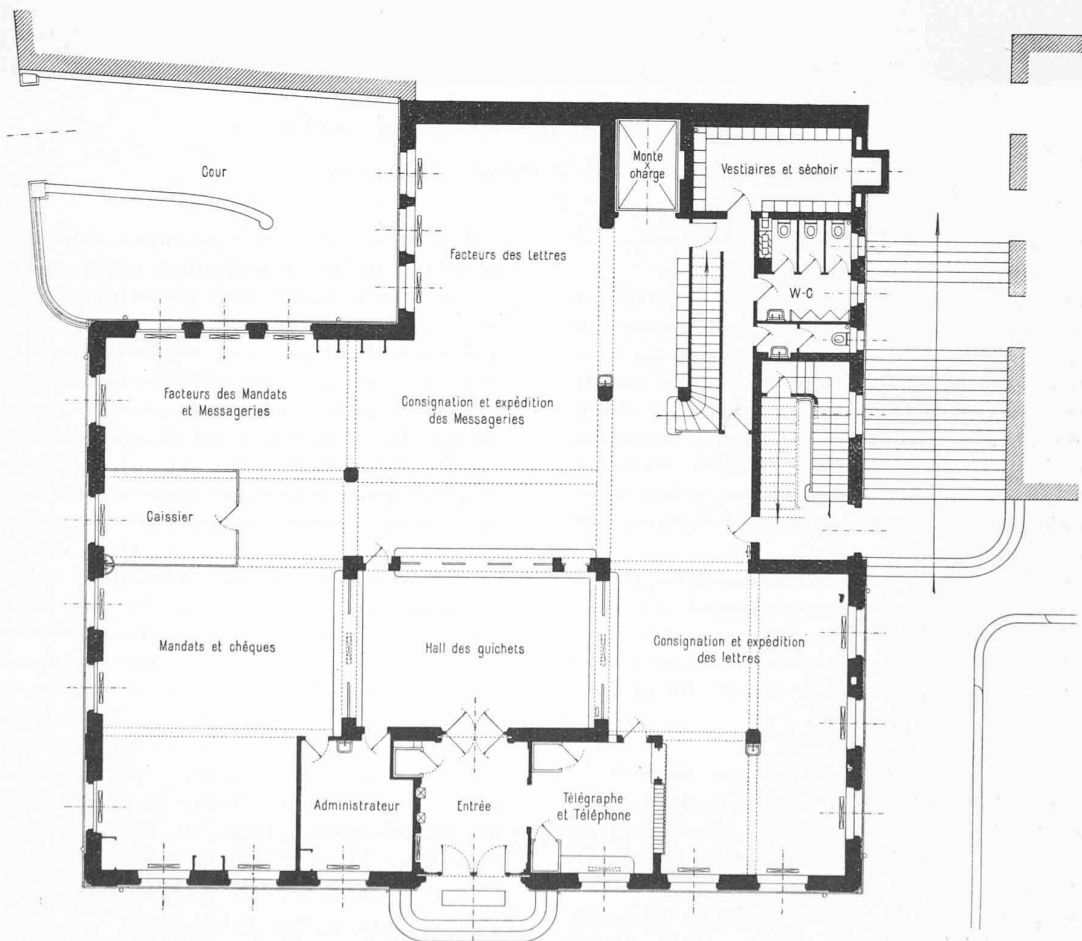 Cour
Monte
charge
Vestiaires et séchoir
Facteurs des Lettres
W-C
Facteurs des Mandats
et Messageries
Consignation et expédition
des Messageries
Caissier
Mandats et chêques
Hall des guichets
Consignation et expédition
des lettres
Administrateur
Entrée
Télégraphe
et Téléphone